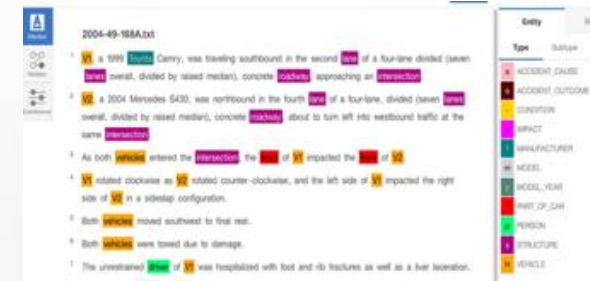 2004-49-168A.txt
1 V1, a 1999 Toyota Camry, was traveling southbound in the second lane of a four-lane divided (seven
lanes overall, divided by raised median), concrete roadway, approaching an intersection.
2 V2, a 2004 Mercedes S430, was northbound in the fourth lane of a four-lane, divided (seven lanes
overall, divided by raised median), concrete roadway, about to turn left into westbound traffic at the
same intersection.
3 As both vehicles entered the intersection, the front of V1 impacted the front of V2.
4 V1 rotated clockwise as V2 rotated counter-clockwise, and the left side of V1 impacted the right
side of V2 in a sideslap configuration.
5 Both vehicles moved southwest to final rest.
6 Both vehicles were towed due to damage.
7 The unrestrained driver of V1 was hospitalized with foot and rib fractures as well as a liver laceration.
Entity
Type Subtype
ACCIDENT_CAUSE
ACCIDENT_OUTCOME
CONDITION
IMPACT
MANUFACTURER
MODEL
MODEL_YEAR
PART_OF_CAR
PERSON
STRUCTURE
VEHICLE